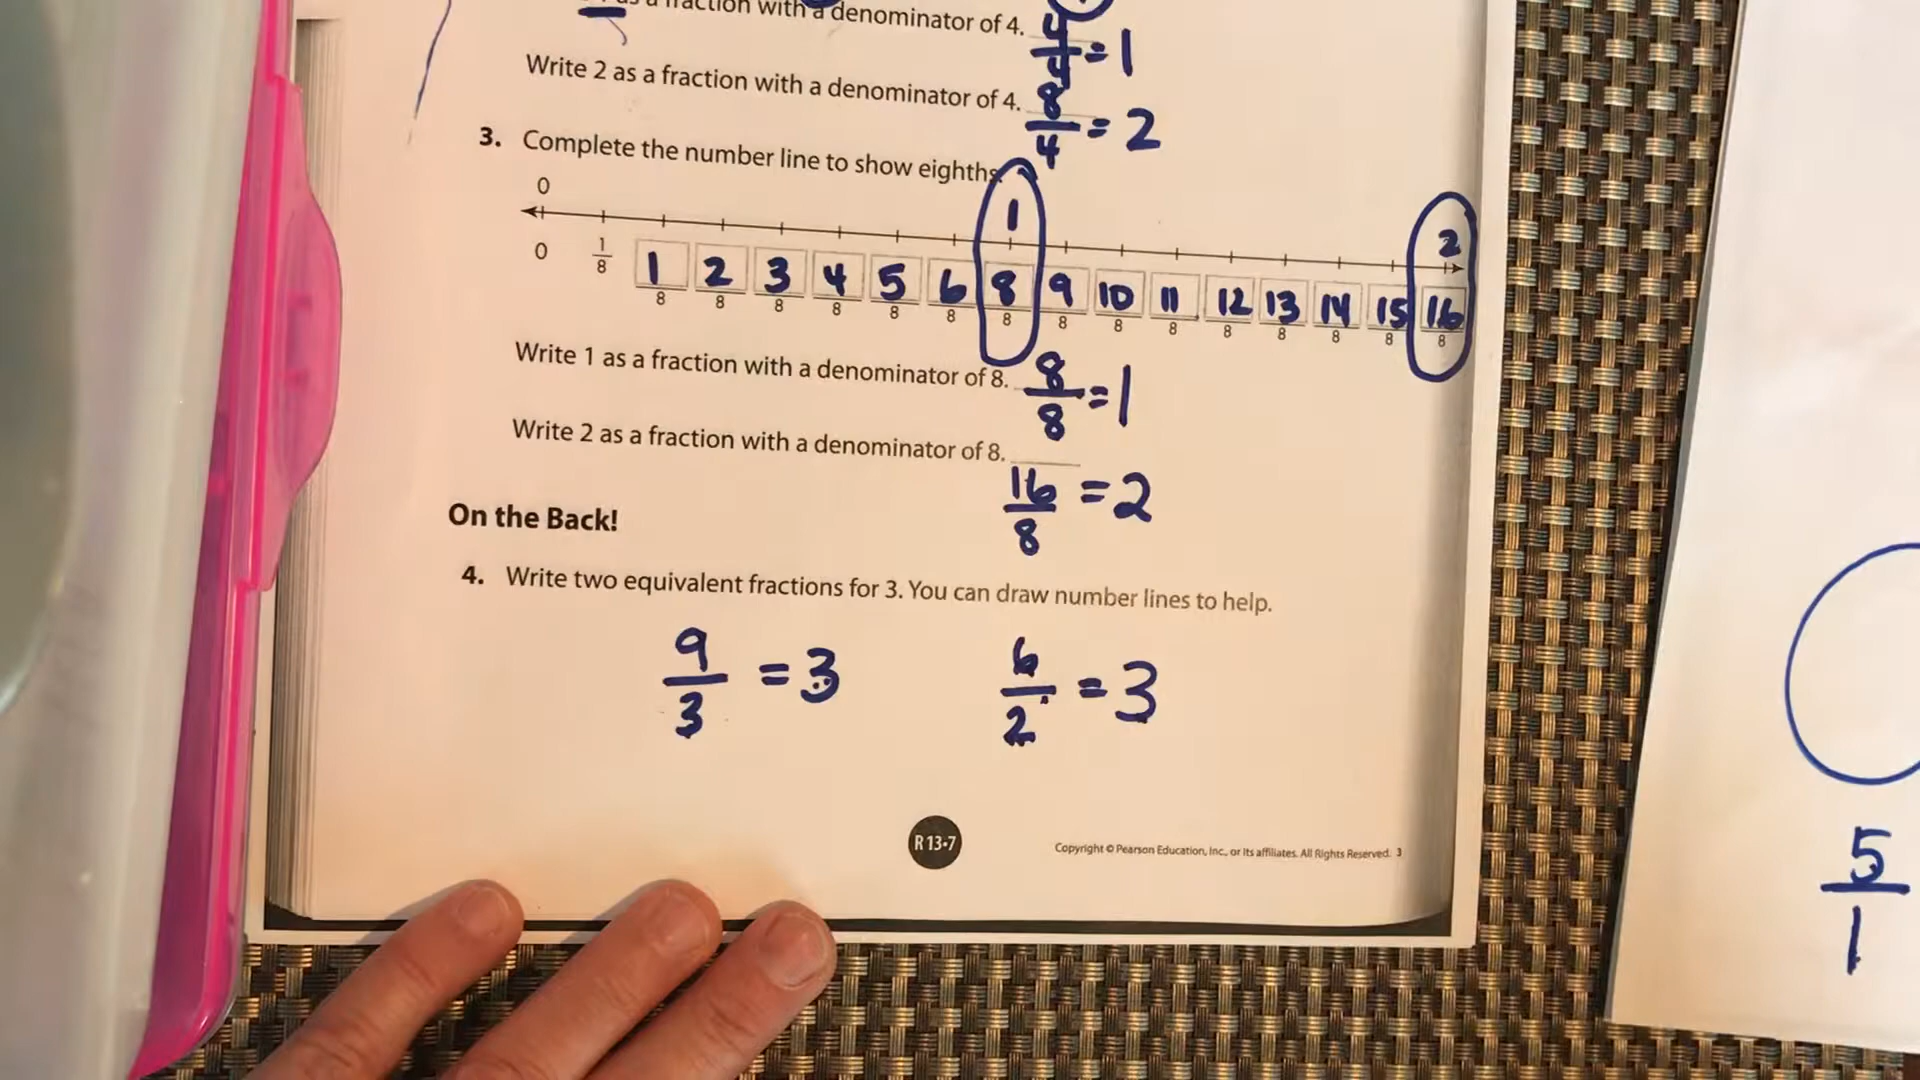 a fraction with a denominator of 4. 4/4 = 1
Write 2 as a fraction with a denominator of 4. 8/4 = 2
3. Complete the number line to show eighths.
0 1 2
0 1/8 1/8 2/8 3/8 4/8 5/8 6/8 8/8 9/8 10/8 11/8 12/8 13/8 14/8 15/8 16/8
Write 1 as a fraction with a denominator of 8. 8/8 = 1
Write 2 as a fraction with a denominator of 8. 16/8 = 2
On the Back!
4. Write two equivalent fractions for 3. You can draw number lines to help.
9/3 = 3 6/2 = 3
R 13•7
Copyright © Pearson Education, Inc., or its affiliates. All Rights Reserved. 3
5/1